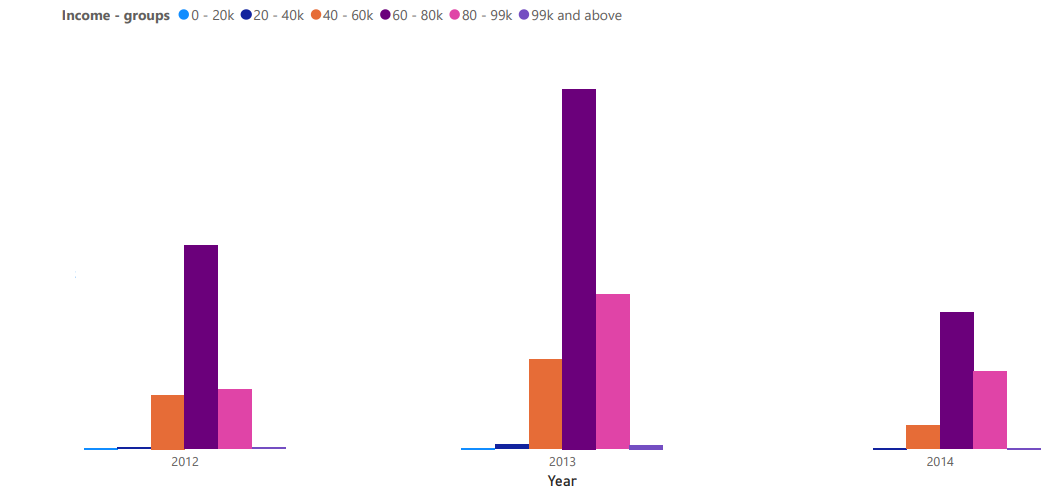 Income - groups 0 - 20k 20 - 40k 40 - 60k 60 - 80k 80 - 99k 99k and above
2012 2013 2014
Year